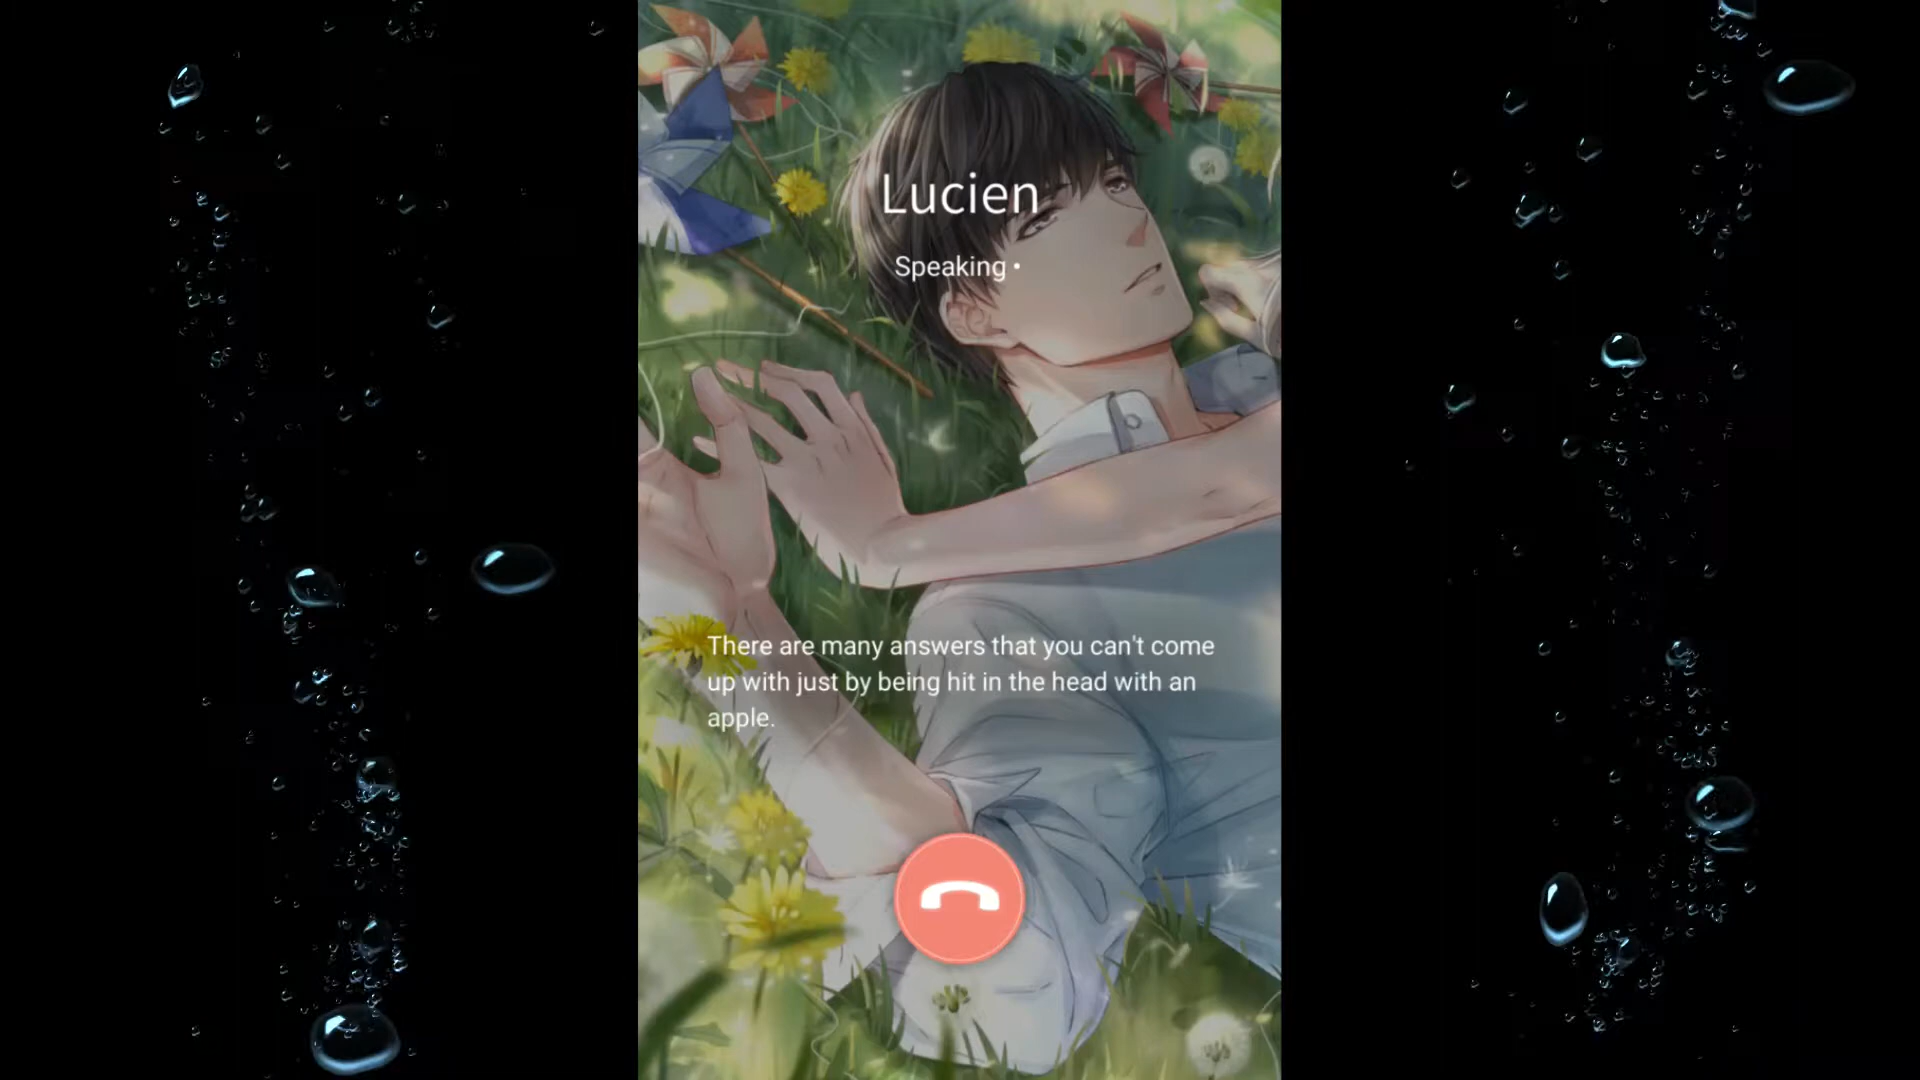 Lucien
Speaking •
There are many answers that you can't come
up with just by being hit in the head with an
apple.